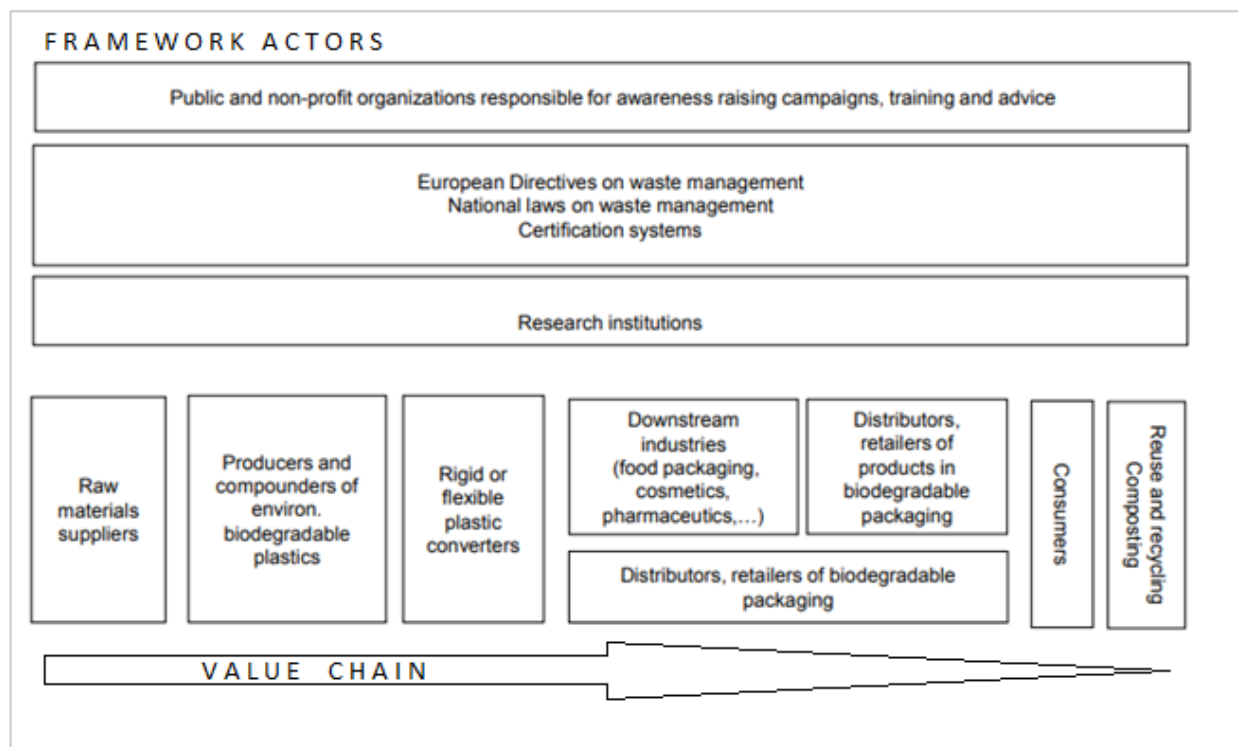 FRAMEWORK ACTORS
Public and non-profit organizations responsible for awareness raising campaigns, training and advice
European Directives on waste management
National laws on waste management
Certification systems
Research institutions
Raw
materials
suppliers
Producers and
compounders of
environ.
biodegradable
plastics
Rigid or
flexible
plastic
converters
Downstream
industries
(food packaging,
cosmetics,
pharmaceutics,...)
Distributors,
retailers of
products in
biodegradable
packaging
Distributors, retailers of biodegradable
packaging
Consumers
Reuse and recycling
Composting
VALUE CHAIN